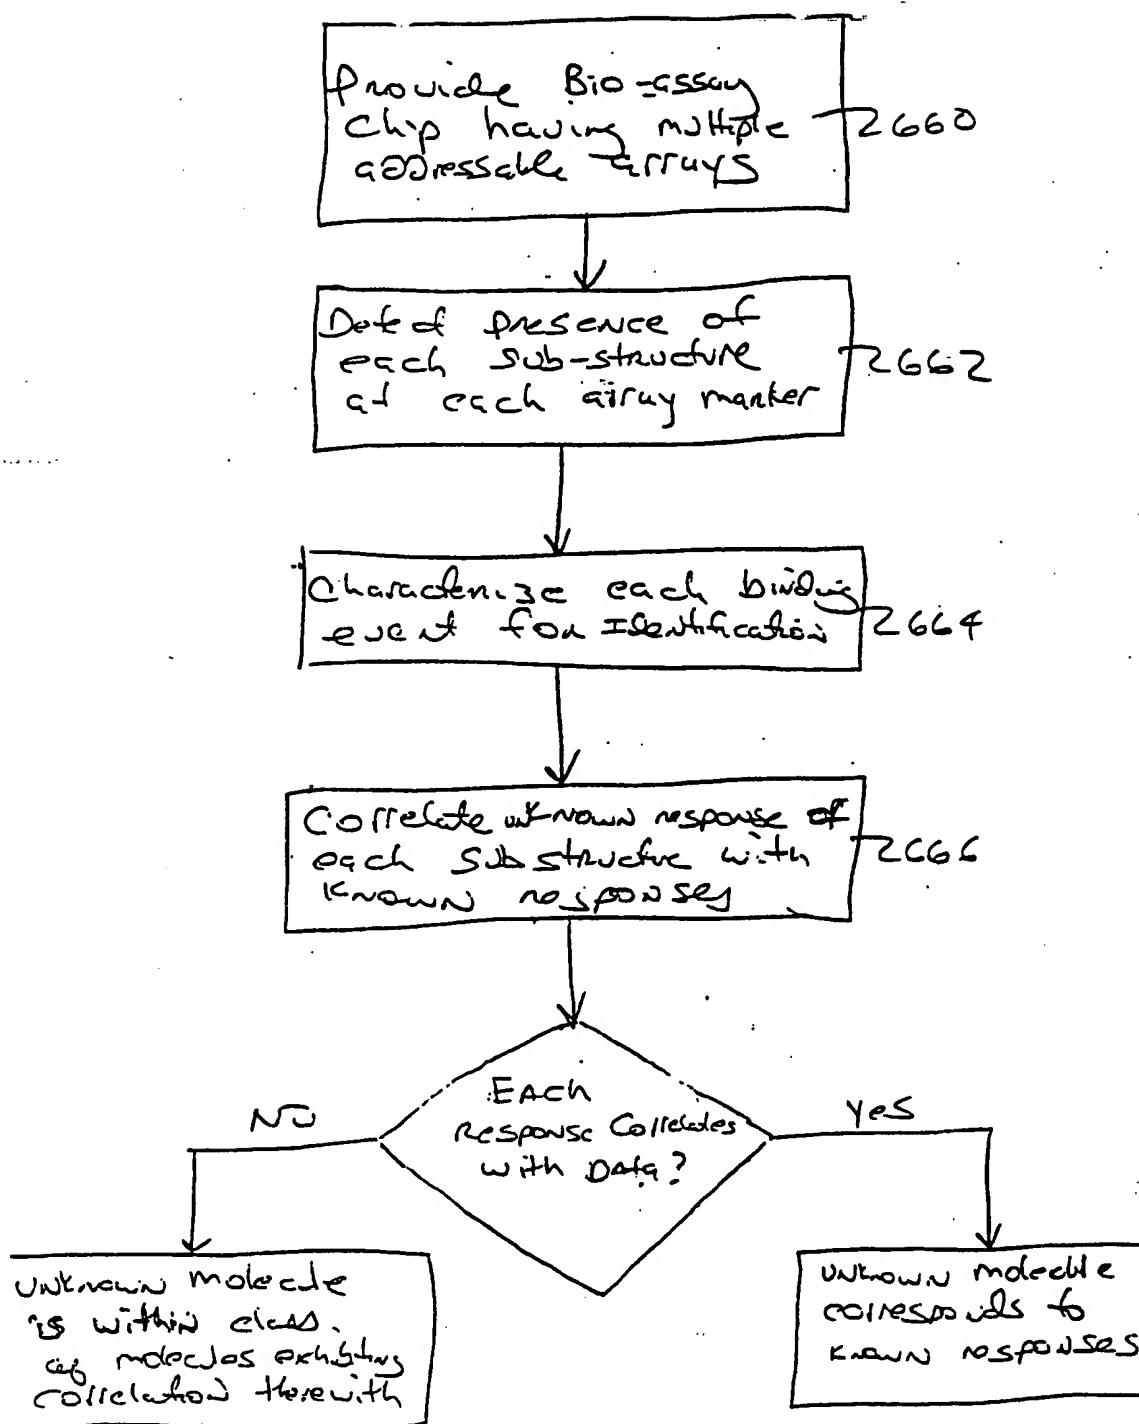 Provide Bio-assay
Chip having multiple
addressable arrays
2660
Detect presence of
each sub-structure
at each array marker
2662
Characterize each binding
event for Identification
2664
Correlate unknown response of
each substructure with
known responses
2666
Each
Response Correlates
with Data?
NO
Yes
Unknown molecule
is within class
of molecules exhibiting
correlation therewith
Unknown molecule
corresponds to
known responses